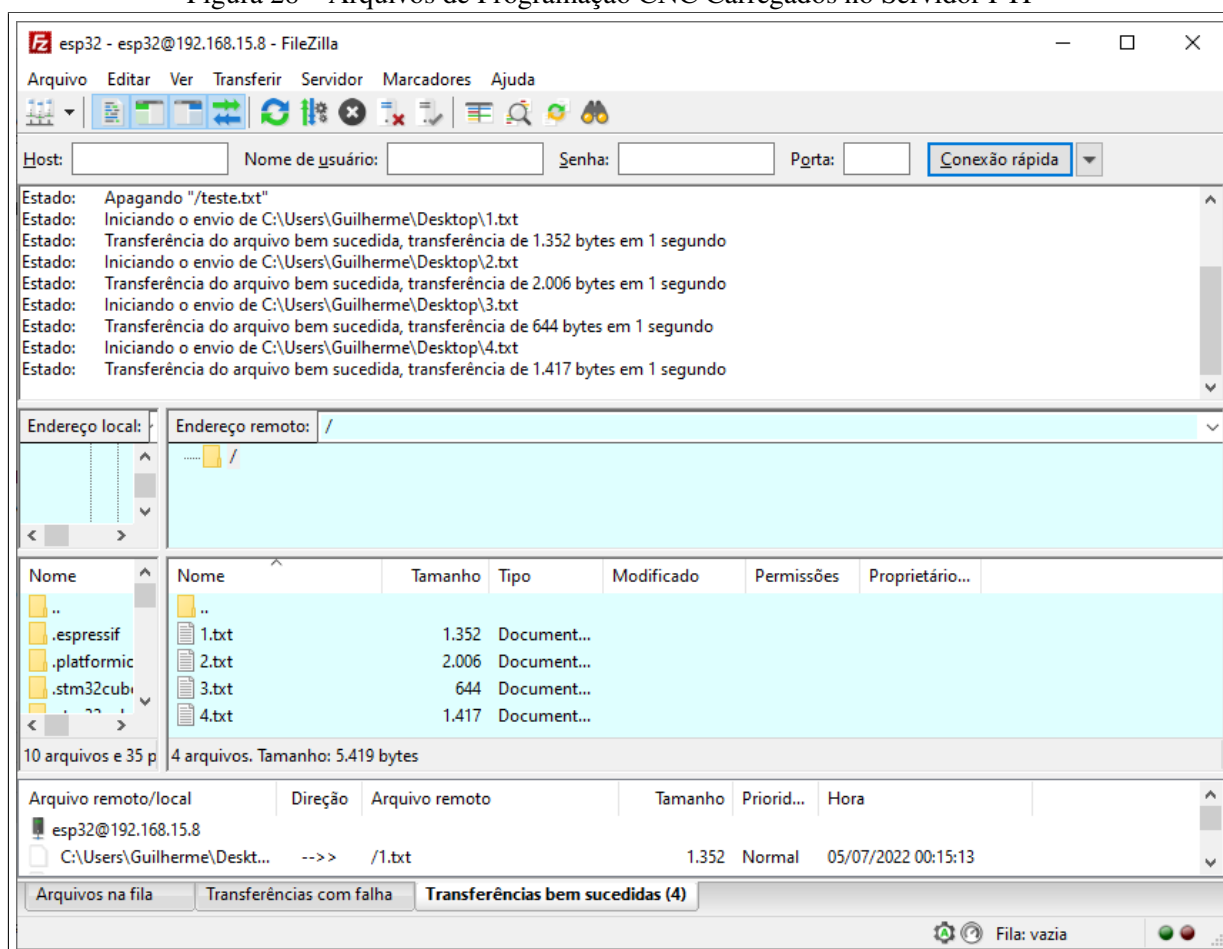 esp32 - esp32@192.168.15.8 - FileZilla
Arquivo Editar Ver Transferir Servidor Marcadores Ajuda
Host: Nome de usuário: Senha: Porta: Conexão rápida
Estado: Apagando "/teste.txt"
Estado: Iniciando o envio de C:\Users\Guilherme\Desktop\1.txt
Estado: Transferência do arquivo bem sucedida, transferência de 1.352 bytes em 1 segundo
Estado: Iniciando o envio de C:\Users\Guilherme\Desktop\2.txt
Estado: Transferência do arquivo bem sucedida, transferência de 2.006 bytes em 1 segundo
Estado: Iniciando o envio de C:\Users\Guilherme\Desktop\3.txt
Estado: Transferência do arquivo bem sucedida, transferência de 644 bytes em 1 segundo
Estado: Iniciando o envio de C:\Users\Guilherme\Desktop\4.txt
Estado: Transferência do arquivo bem sucedida, transferência de 1.417 bytes em 1 segundo
Endereço local: Endereço remoto: /
/
Nome Nome Tamanho Tipo Modificado Permissões Proprietário...
.. ..
.espressif 1.txt 1.352 Document...
.platformic 2.txt 2.006 Document...
.stm32cub 3.txt 644 Document...
4.txt 1.417 Document...
10 arquivos e 35 p 4 arquivos. Tamanho: 5.419 bytes
Arquivo remoto/local Direção Arquivo remoto Tamanho Priorid... Hora
esp32@192.168.15.8
C:\Users\Guilherme\Deskt... -->> /1.txt 1.352 Normal 05/07/2022 00:15:13
Arquivos na fila Transferências com falha Transferências bem sucedidas (4)
Fila: vazia